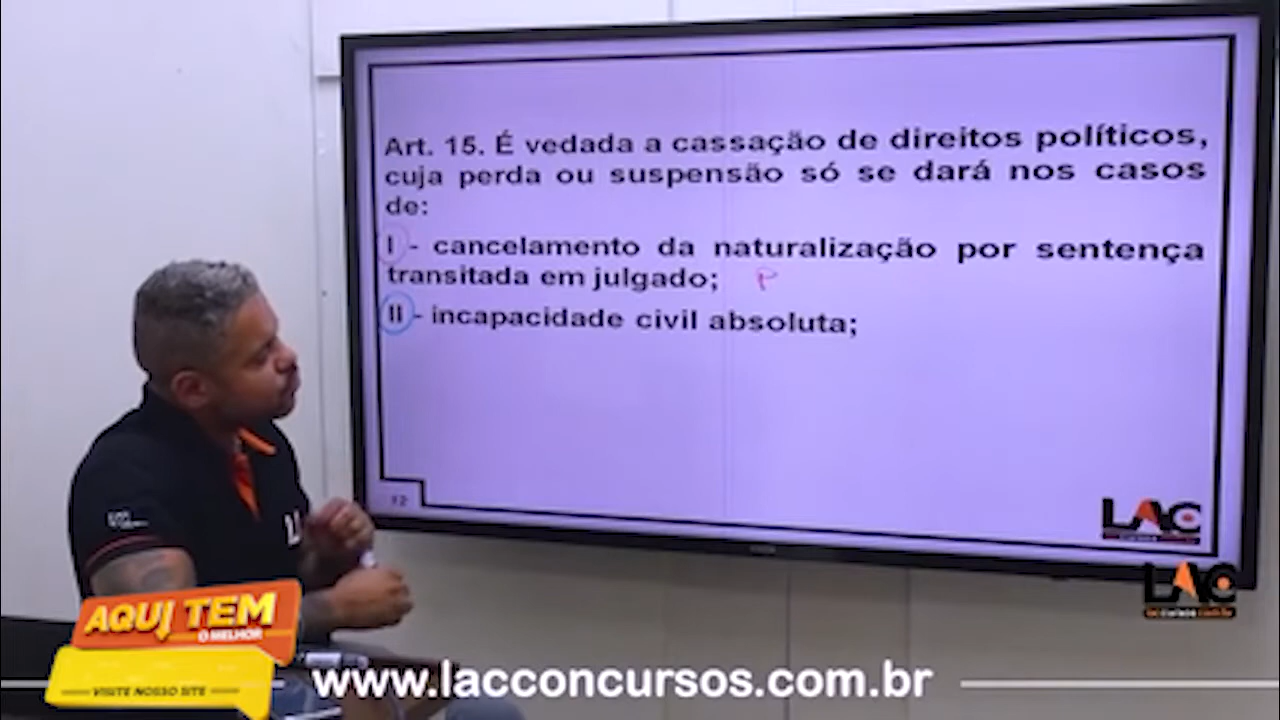 Art. 15. É vedada a cassação de direitos políticos,
cuja perda ou suspensão só se dará nos casos
de:
I - cancelamento da naturalização por sentença
transitada em julgado; P
II - incapacidade civil absoluta;
12
LAC
LAC
AQUI TEM
O MELHOR
VISITE NOSSO SITE
www.lacconcursos.com.br